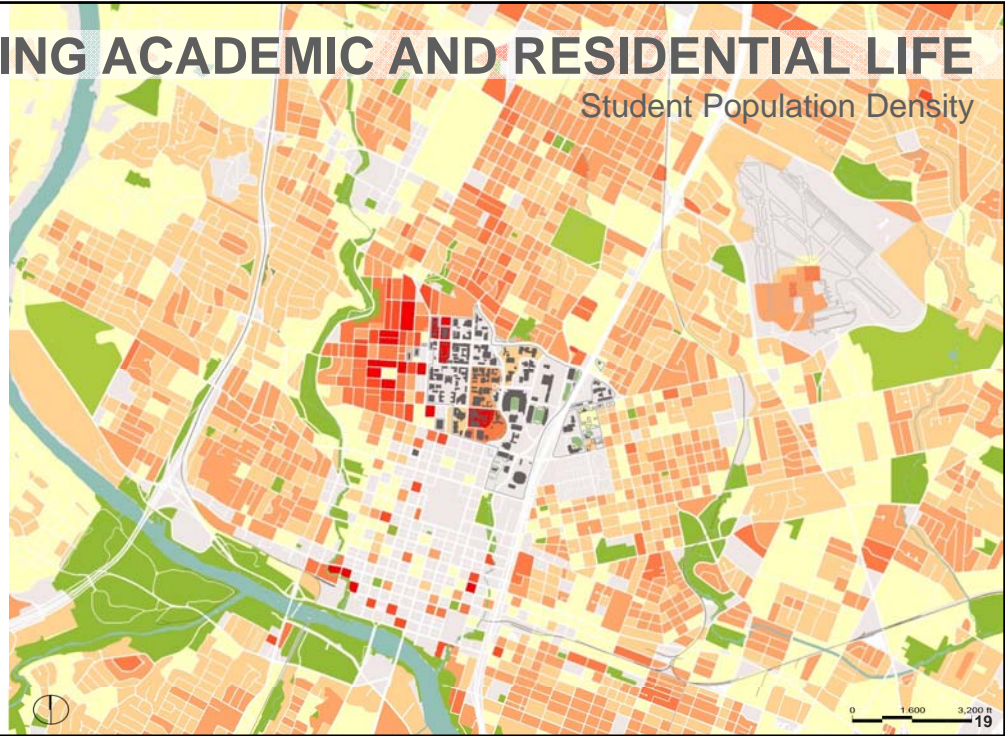 ING ACADEMIC AND RESIDENTIAL LIFE
Student Population Density
0 1 600 3,200 ft
19